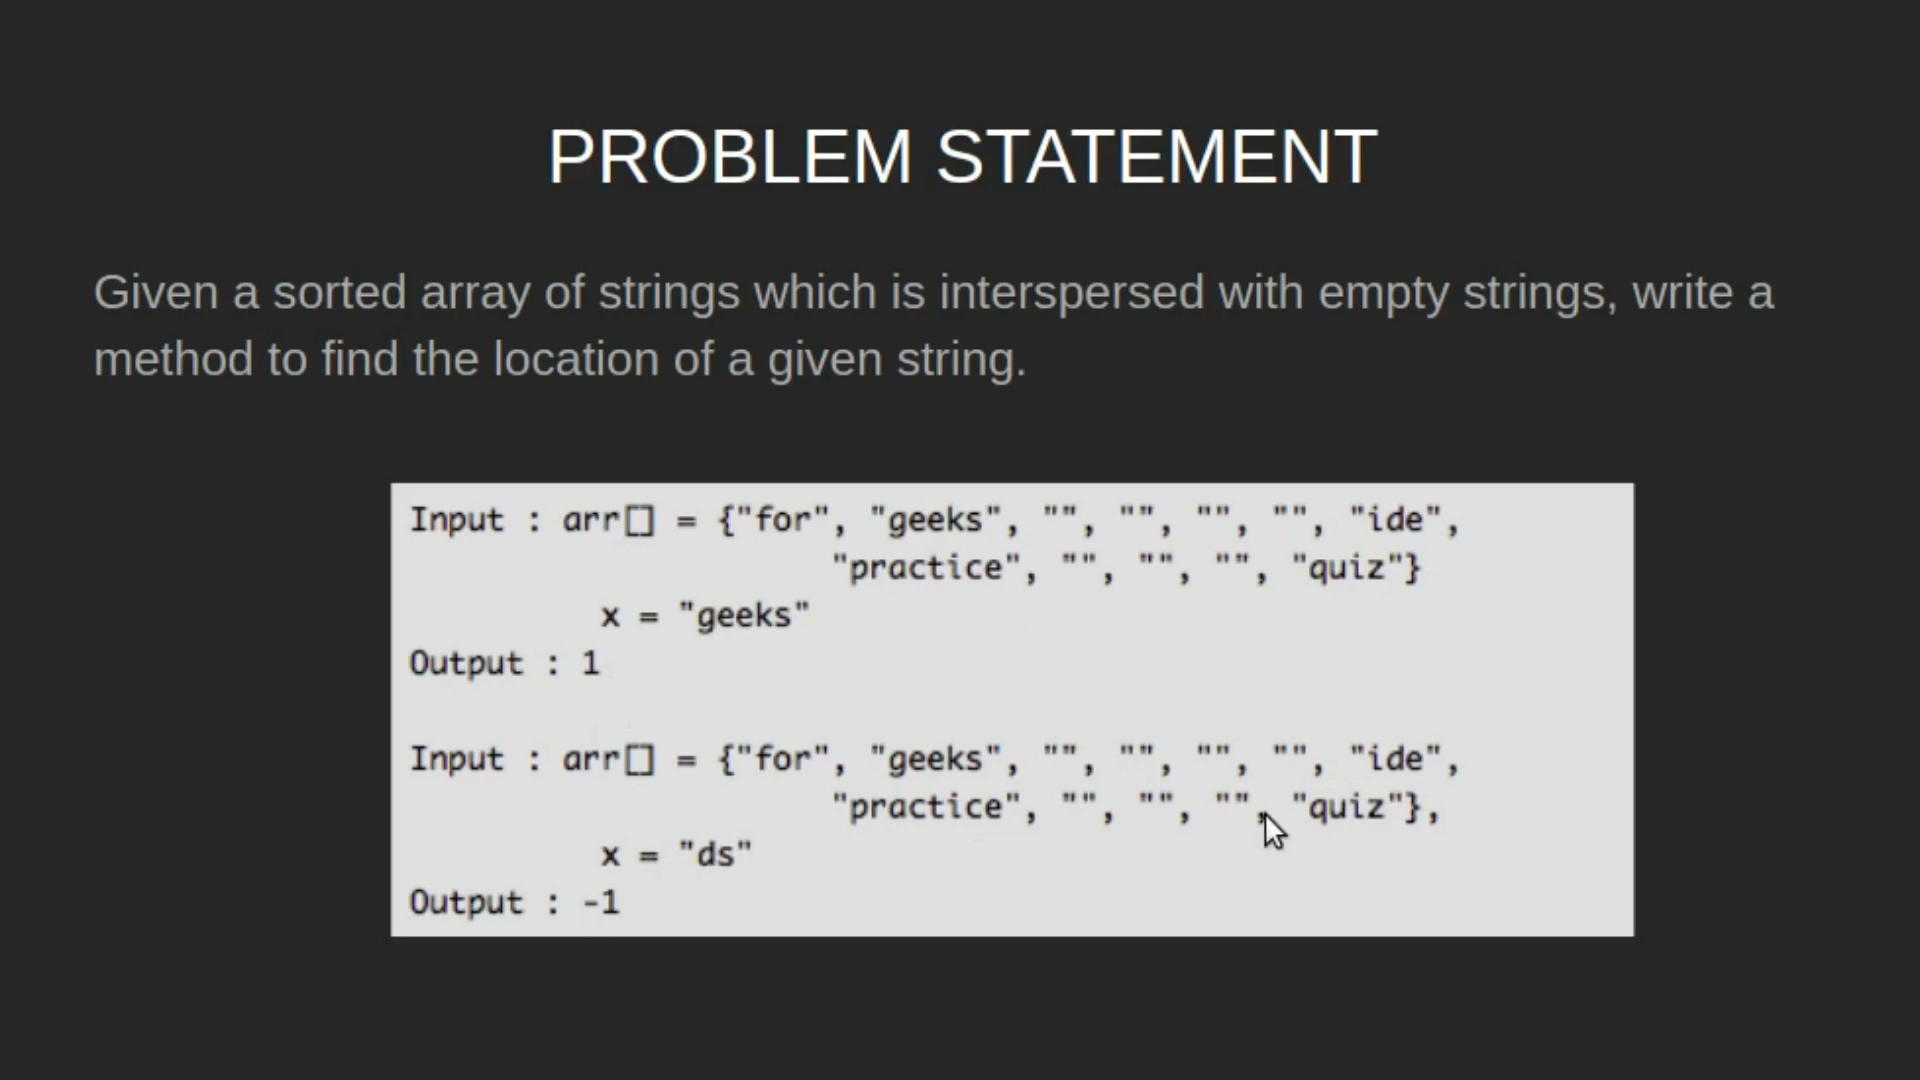 PROBLEM STATEMENT
Given a sorted array of strings which is interspersed with empty strings, write a
method to find the location of a given string.
Input : arr[] = {"for", "geeks", "", "", "", "", "ide",
"practice", "", "", "", "quiz"}
x = "geeks"
Output : 1
Input : arr[] = {"for", "geeks", "", "", "", "", "ide",
"practice", "", "", "", "quiz"},
x = "ds"
Output : -1